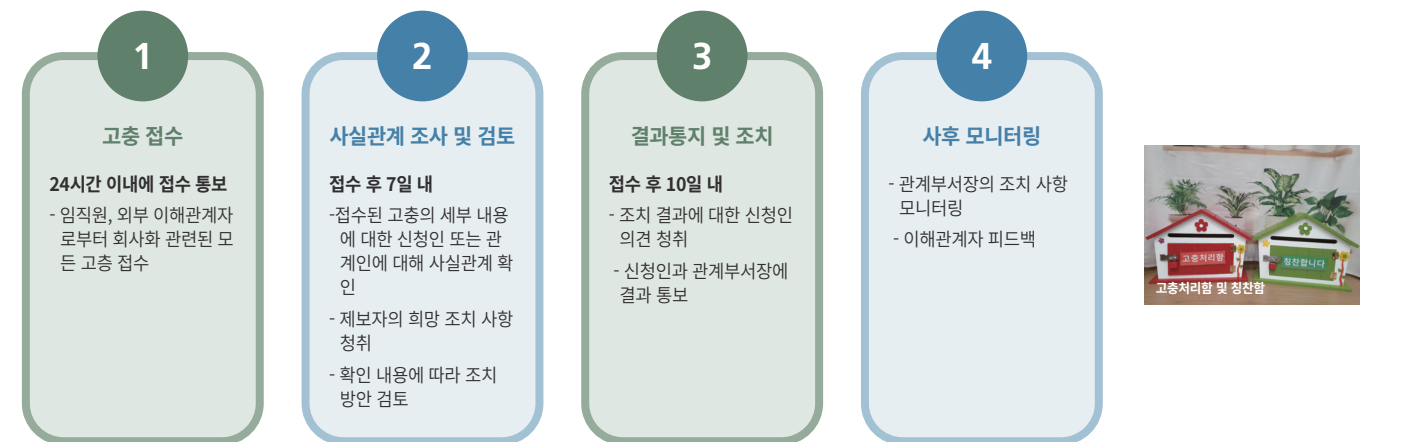 1
고충 접수
24시간 이내에 접수 통보
- 임직원, 외부 이해관계자
로부터 회사화 관련된 모
든 고층 접수
2
사실관계 조사 및 검토
접수 후 7일 내
-접수된 고충의 세부 내용
에 대한 신청인 또는 관
계인에 대해 사실관계 확
인
- 제보자의 희망 조치 사항
청취
- 확인 내용에 따라 조치
방안 검토
3
결과통지 및 조치
접수 후 10일 내
- 조치 결과에 대한 신청인
의견 청취
- 신청인과 관계부서장에
결과 통보
4
사후 모니터링
- 관계부서장의 조치 사항
모니터링
- 이해관계자 피드백
고충처리함
칭찬합니다
고충처리함 및 칭찬함